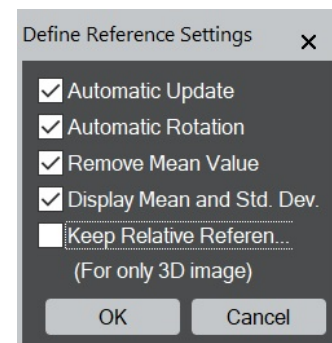 Define Reference Settings
Automatic Update
Automatic Rotation
Remove Mean Value
Display Mean and Std. Dev.
Keep Relative Referen...
(For only 3D image)
OK Cancel